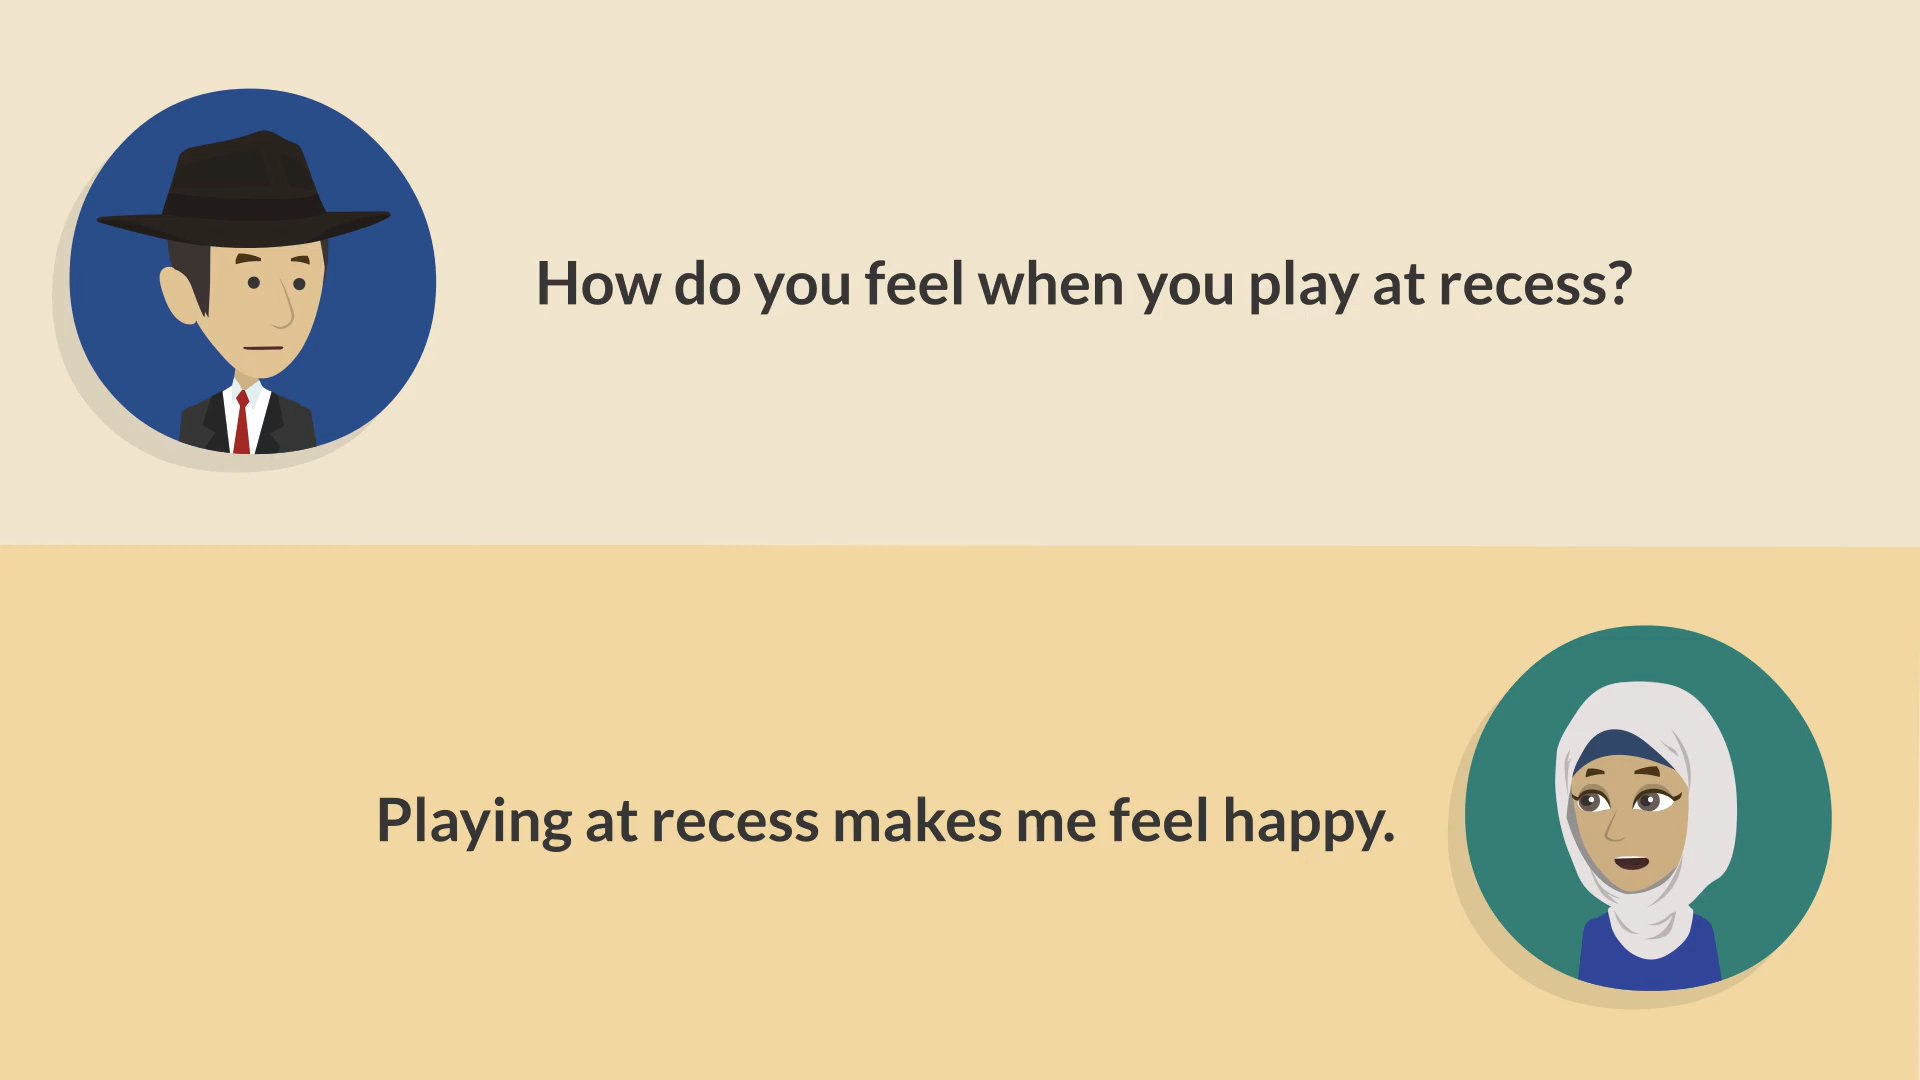 How do you feel when you play at recess?
Playing at recess makes me feel happy.